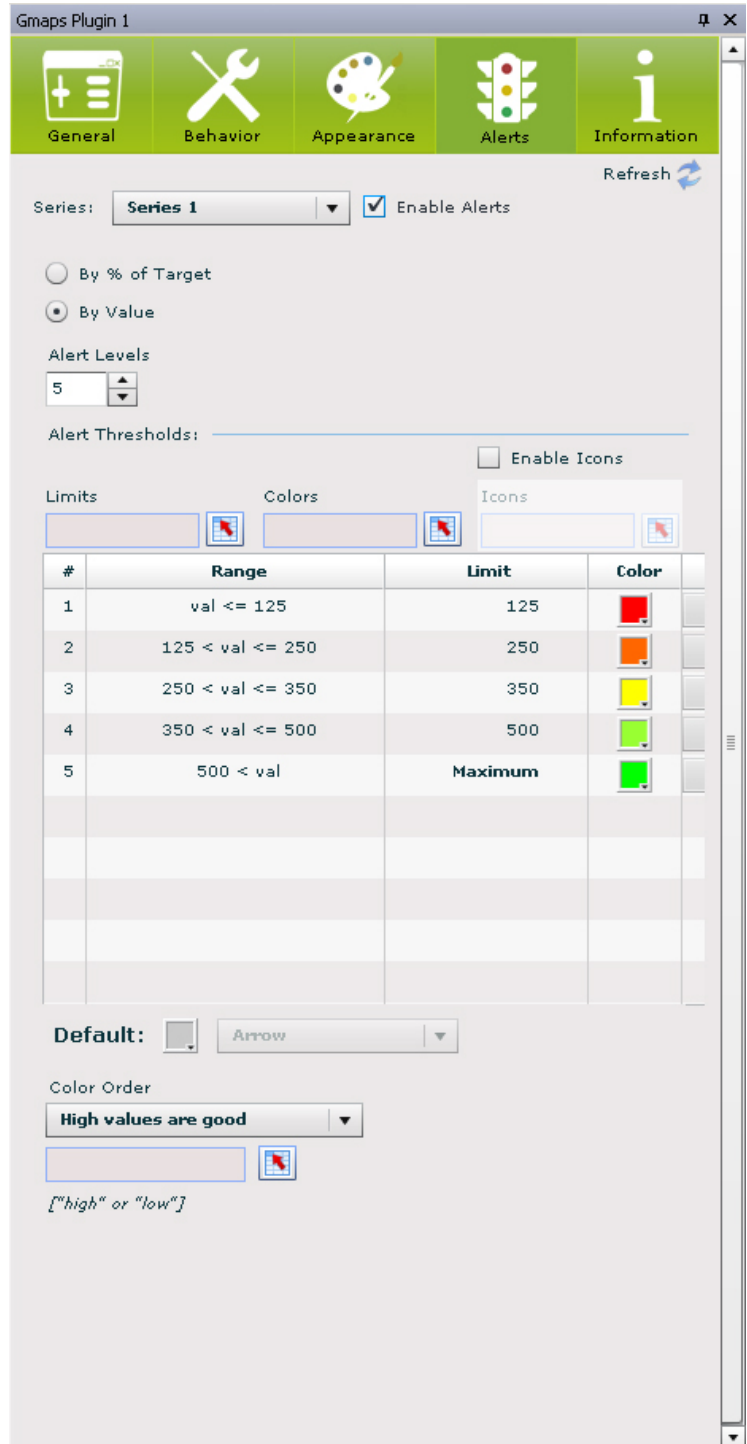 Gmaps Plugin 1
General Behavior Appearance Alerts Information
Refresh
Series: Series 1 Enable Alerts
By % of Target
By Value
Alert Levels
5
Alert Thresholds:
Enable Icons
Limits Colors Icons
# Range Limit Color
1 val <= 125 125
2 125 < val <= 250 250
3 250 < val <= 350 350
4 350 < val <= 500 500
5 500 < val Maximum
Default: Arrow
Color Order
High values are good
["high" or "low"]